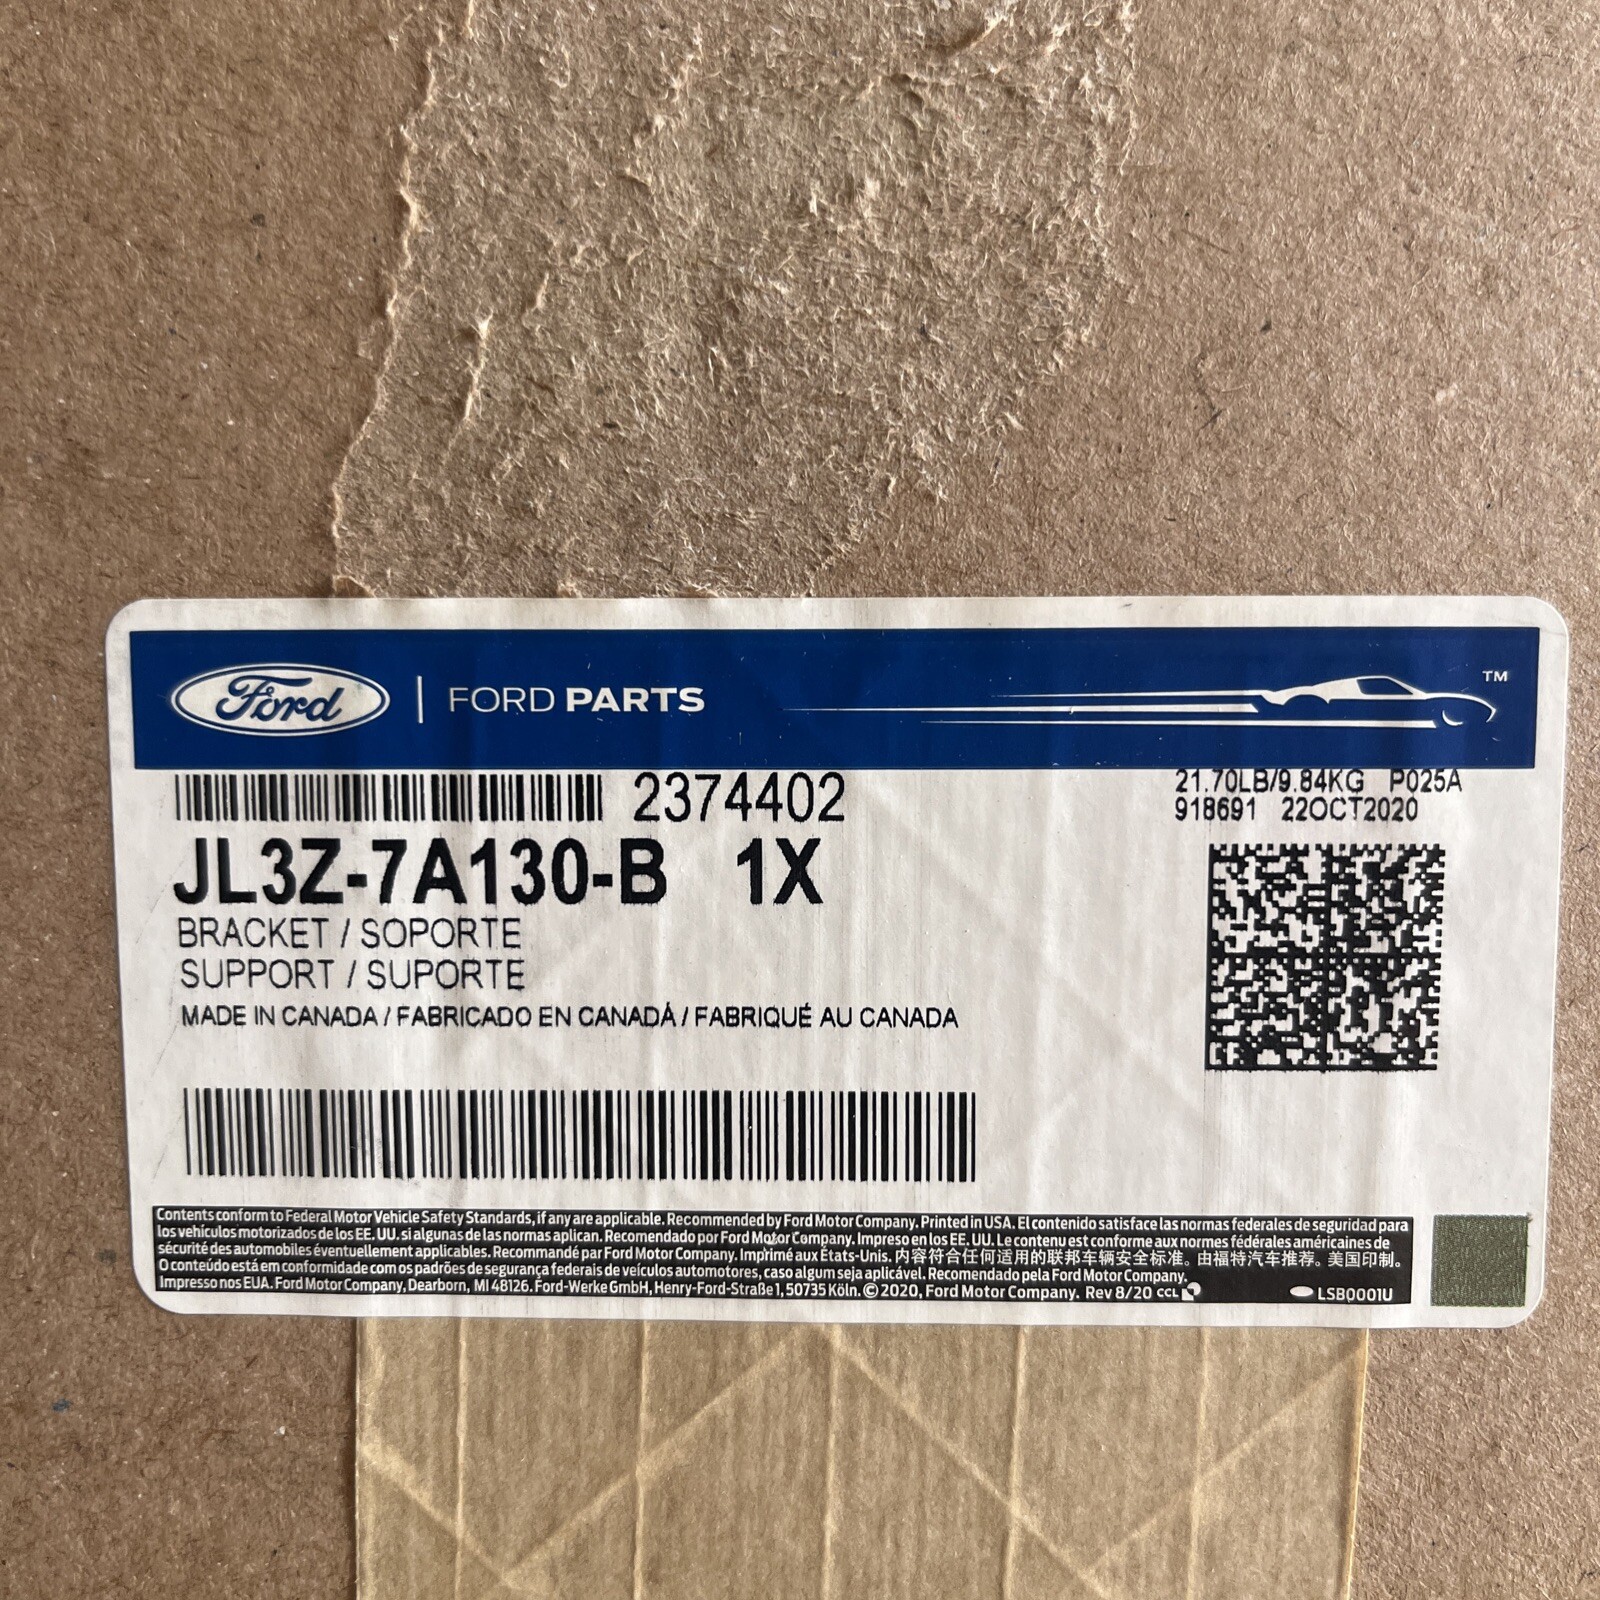 Ford | FORD PARTS
TM
2374402
21.70LB/9.84KG P025A
918691 22OCT2020
JL3Z-7A130-B 1X
BRACKET / SOPORTE
SUPPORT / SUPORTE
MADE IN CANADA / FABRICADO EN CANADÁ / FABRIQUÉ AU CANADA
Contents conform to Federal Motor Vehicle Safety Standards, if any are applicable. Recommended by Ford Motor Company. Printed in USA. El contenido satisface las normas federales de seguridad para
los vehículos motorizados de los EE. UU. si algunas de las normas aplican. Recomendado por Ford Motor Company. Impreso en los EE. UU. Le contenu est conforme aux normes fédérales américaines de
sécurité des automobiles éventuellement applicables. Recommandé par Ford Motor Company. Imprimé aux États-Unis. 内容符合任何适用的联邦车辆安全标准。由福特汽车推荐。美国印制。
O conteúdo está em conformidade com os padrões de segurança federais de veículos automotores, caso algum seja aplicável. Recomendado pela Ford Motor Company.
Impresso nos EUA. Ford Motor Company, Dearborn, MI 48126. Ford-Werke GmbH, Henry-Ford-Straße 1, 50735 Köln. © 2020, Ford Motor Company. Rev 8/20 CCL LSB0001U